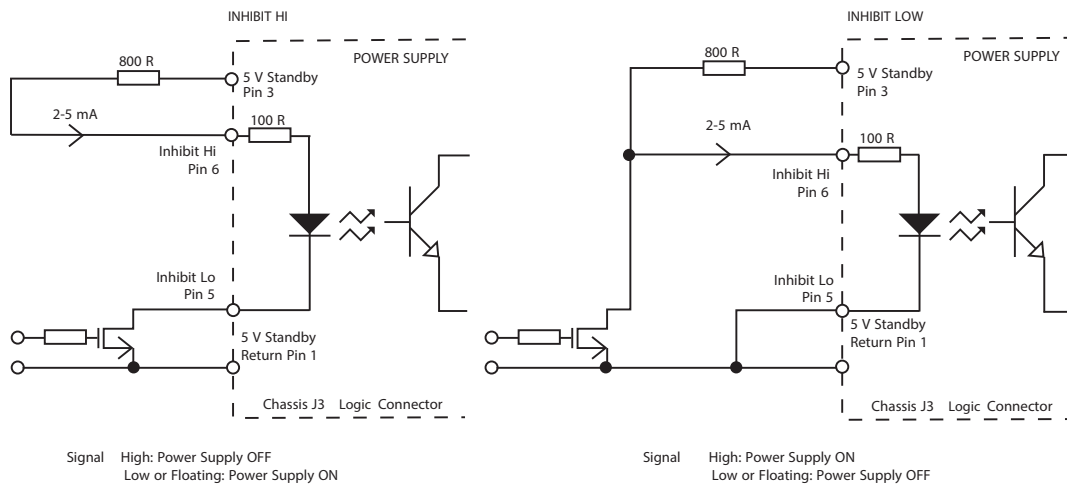 INHIBIT HI
POWER SUPPLY
800 R
5 V Standby
Pin 3
2-5 mA
100 R
Inhibit Hi
Pin 6
Inhibit Lo
Pin 5
5 V Standby
Return Pin 1
Chassis J3 Logic Connector
Signal High: Power Supply OFF
Low or Floating: Power Supply ON
INHIBIT LOW
POWER SUPPLY
800 R
5 V Standby
Pin 3
2-5 mA
100 R
Inhibit Hi
Pin 6
Inhibit Lo
Pin 5
5 V Standby
Return Pin 1
Chassis J3 Logic Connector
Signal High: Power Supply ON
Low or Floating: Power Supply OFF